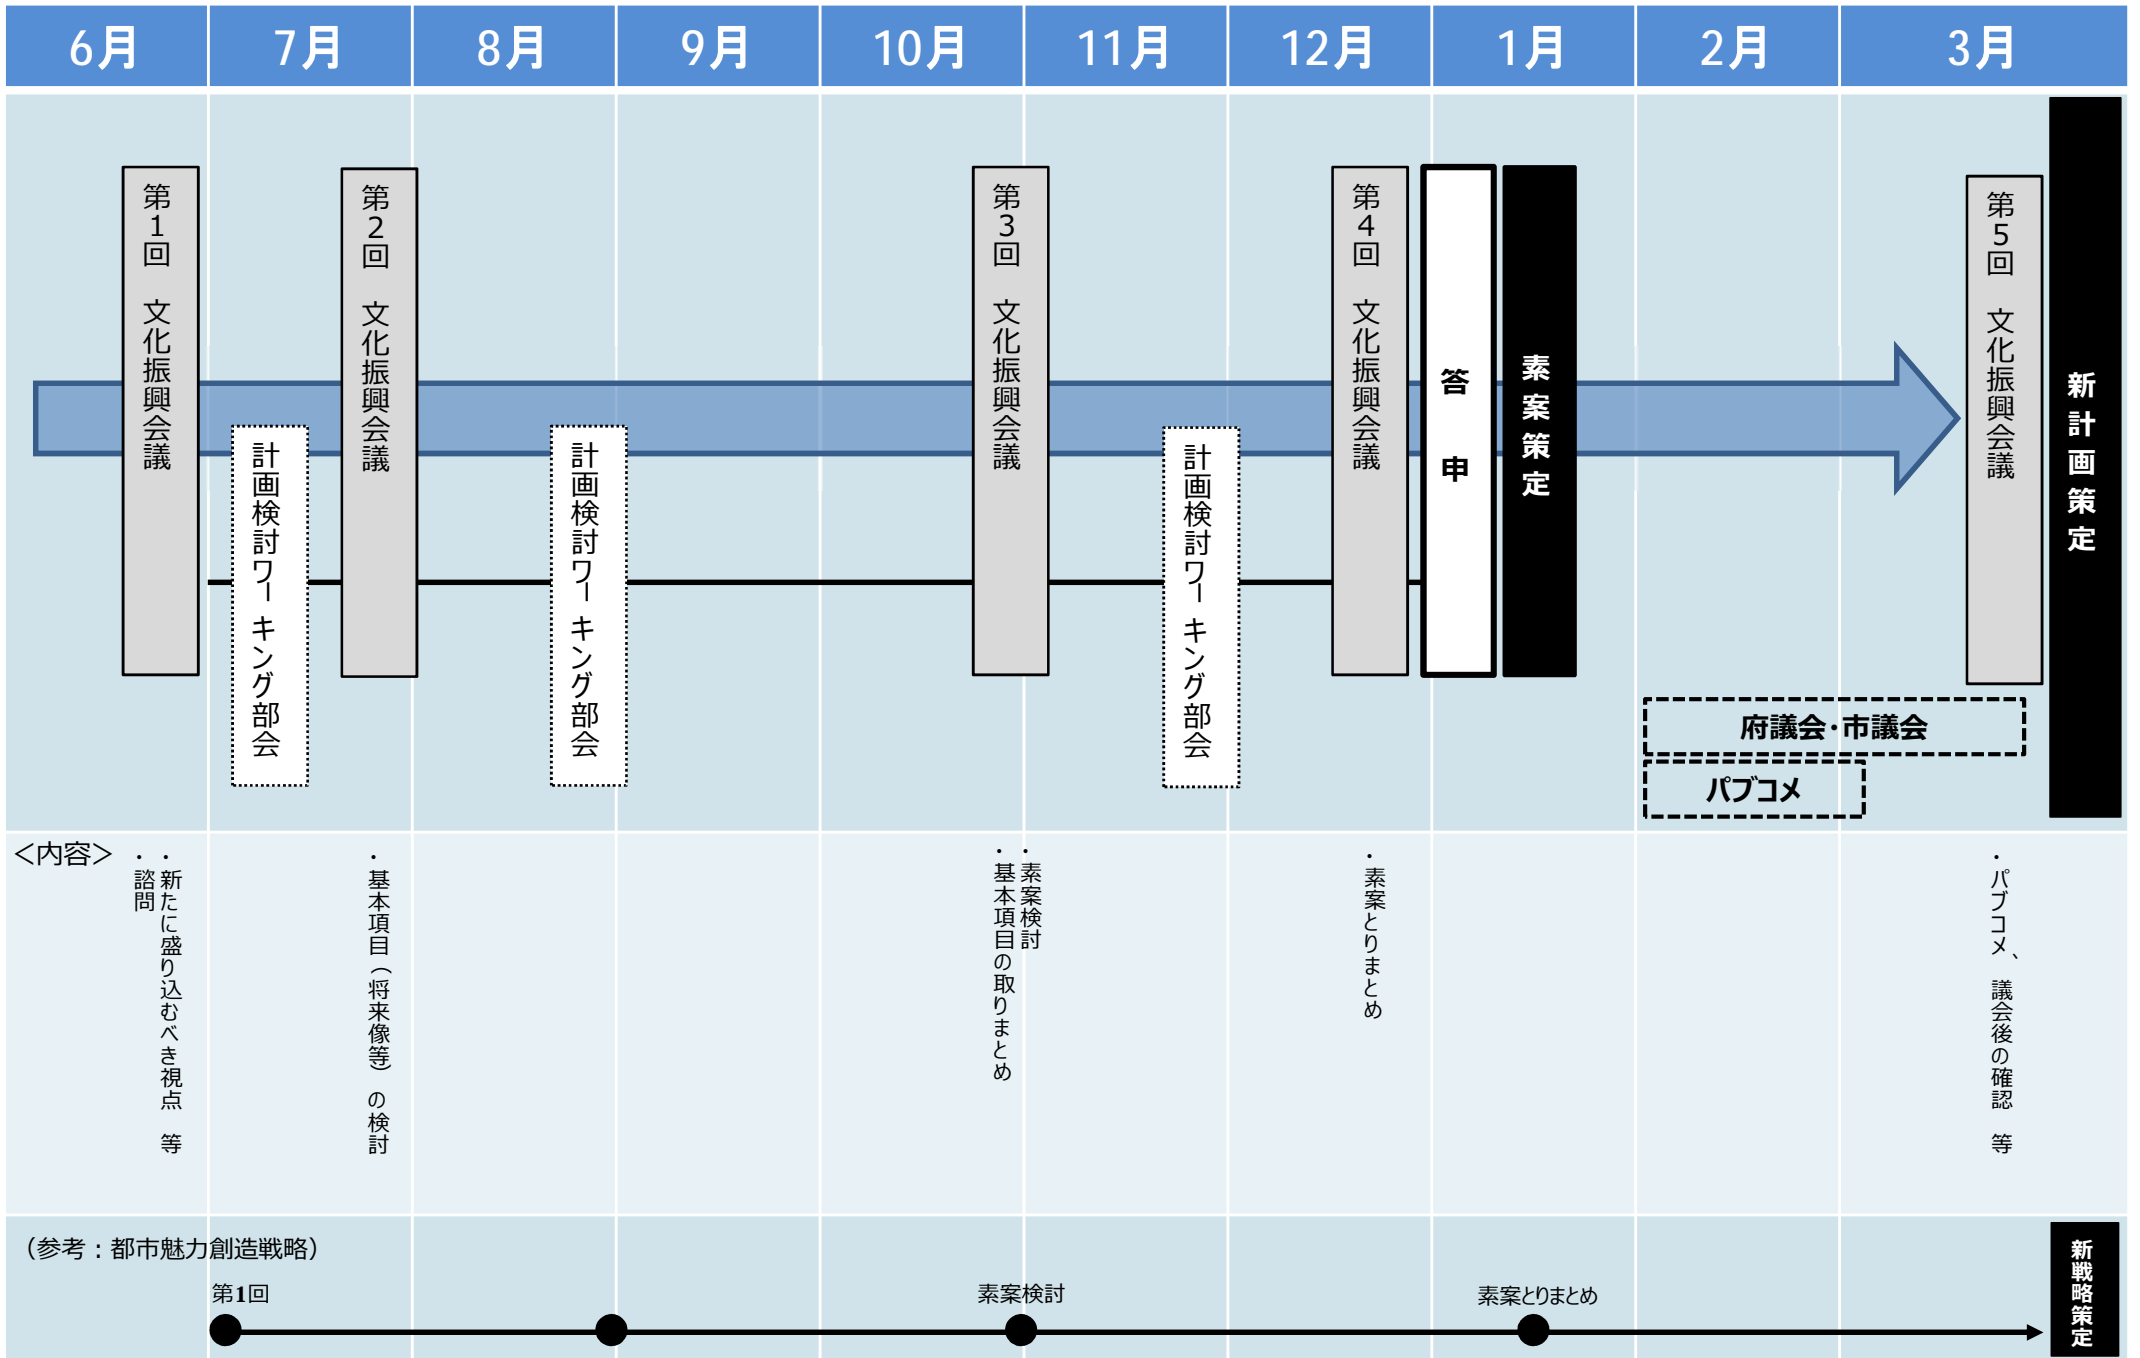 6月
7月
8月
9月
10月
11月
12月
1月
2月
3月
第1回 文化振興会議
計画検討ワーキング部会
第2回 文化振興会議
計画検討ワーキング部会
第3回 文化振興会議
計画検討ワーキング部会
第4回 文化振興会議
答申
素案策定
第5回 文化振興会議
新計画策定
府議会・市議会
パブコメ
＜内容＞
・新たに盛り込むべき視点 等
・諮問
・基本項目（将来像等）の検討
・素案検討
・基本項目の取りまとめ
・素案とりまとめ
・パブコメ、議会後の確認 等
（参考：都市魅力創造戦略）
第1回
素案検討
素案とりまとめ
新戦略策定